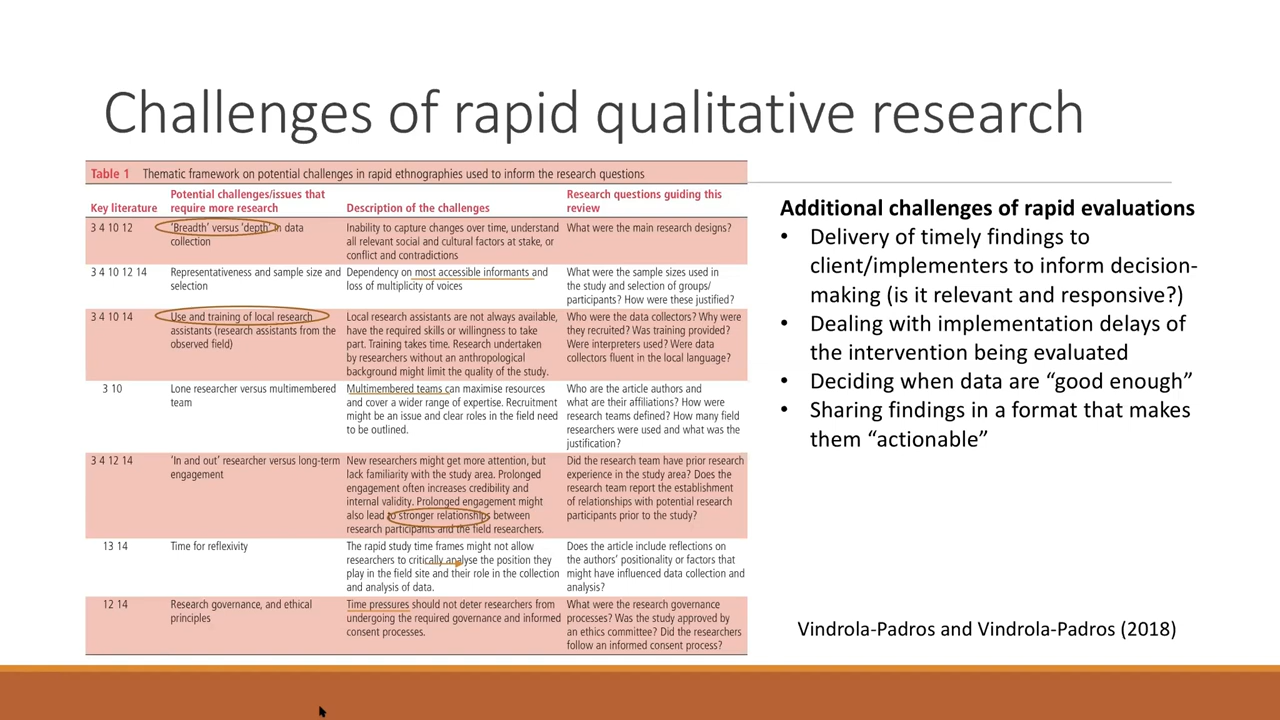 Challenges of rapid qualitative research
Table 1 Thematic framework on potential challenges in rapid ethnographies used to inform the research questions
Key literature
Potential challenges/issues that
require more research
Description of the challenges
Research questions guiding this
review
3 4 10 12
‘Breadth’ versus ‘depth’ in data
collection
Inability to capture changes over time, understand
all relevant social and cultural factors at stake, or
conflict and contradictions
What were the main research designs?
3 4 10 12 14
Representativeness and sample size and
selection
Dependency on most accessible informants and
loss of multiplicity of voices
What were the sample sizes used in
the study and selection of groups/
participants? How were these justified?
3 4 10 14
Use and training of local research
assistants (research assistants from the
observed field)
Local research assistants are not always available,
have the required skills or willingness to take
part. Training takes time. Research undertaken
by researchers without an anthropological
background might limit the quality of the study.
Who were the data collectors? Why were
they recruited? Was training provided?
Were interpreters used? Were data
collectors fluent in the local language?
3 10
Lone researcher versus multimembered
team
Multimembered teams can maximise resources
and cover a wider range of expertise. Recruitment
might be an issue and clear roles in the field need
to be outlined.
Who are the article authors and
what are their affiliations? How were
research teams defined? How many field
researchers were used and what was the
justification?
3 4 12 14
‘In and out’ researcher versus long-term
engagement
New researchers might get more attention, but
lack familiarity with the study area. Prolonged
engagement often increases credibility and
internal validity. Prolonged engagement might
also lead to stronger relationships between
research participants and the field researchers.
Did the research team have prior research
experience in the study area? Does the
research team report the establishment
of relationships with potential research
participants prior to the study?
13 14
Time for reflexivity
The rapid study time frames might not allow
researchers to critically analyse the position they
play in the field site and their role in the collection
and analysis of data.
Does the article include reflections on
the authors’ positionality or factors that
might have influenced data collection and
analysis?
12 14
Research governance, and ethical
principles
Time pressures should not deter researchers from
undergoing the required governance and informed
consent processes.
What were the research governance
processes? Was the study approved by
an ethics committee? Did the researchers
follow an informed consent process?
Additional challenges of rapid evaluations
• Delivery of timely findings to
client/implementers to inform decision-
making (is it relevant and responsive?)
• Dealing with implementation delays of
the intervention being evaluated
• Deciding when data are “good enough”
• Sharing findings in a format that makes
them “actionable”
Vindrola-Padros and Vindrola-Padros (2018)